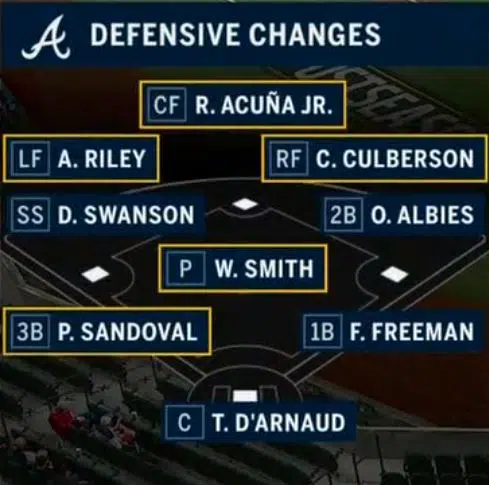 DEFENSIVE CHANGES
CF R. ACUÑA JR.
LF A. RILEY
RF C. CULBERSON
SS D. SWANSON
2B O. ALBIES
P W. SMITH
3B P. SANDOVAL
1B F. FREEMAN
C T. D'ARNAUD